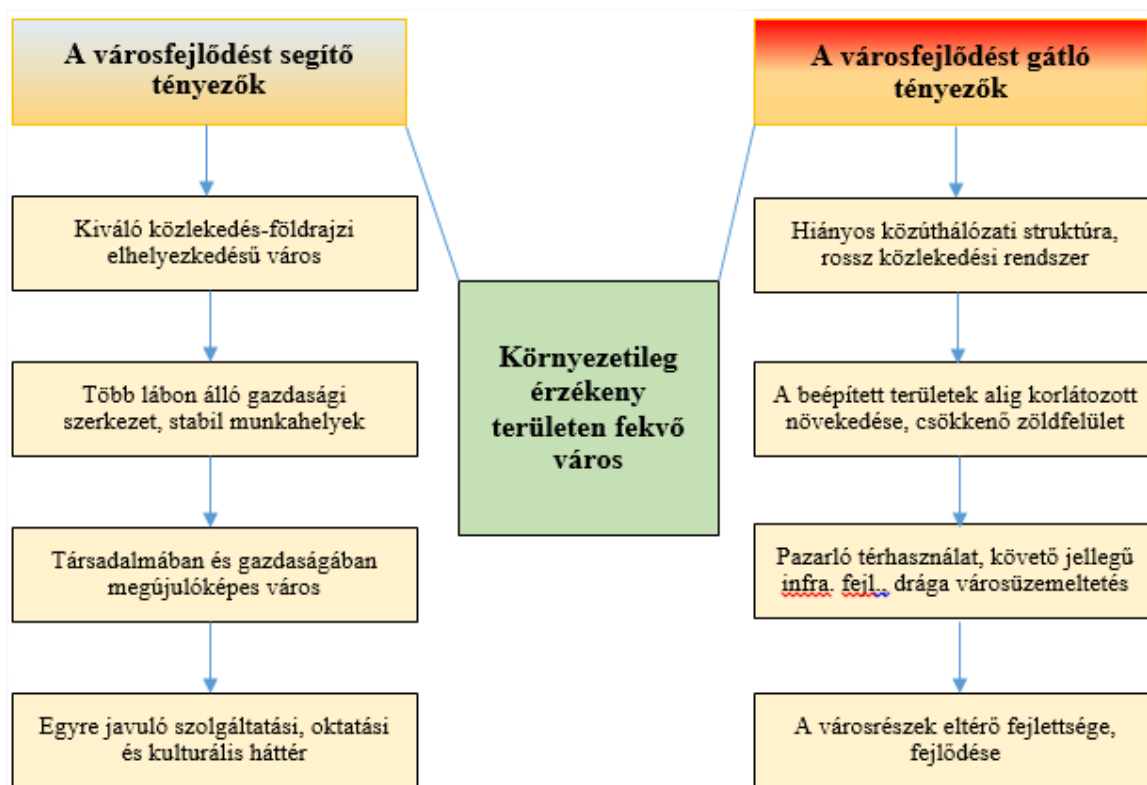 A városfejlődést segítő
tényezők
Kiváló közlekedés-földrajzi
elhelyezkedésű város
Több lábon álló gazdasági
szerkezet, stabil munkahelyek
Társadalmában és gazdaságában
megújulóképes város
Egyre javuló szolgáltatási, oktatási
és kulturális háttér
Környezetileg
érzékeny
területen fekvő
város
A városfejlődést gátló
tényezők
Hiányos közúthálózati struktúra,
rossz közlekedési rendszer
A beépített területek alig korlátozott
növekedése, csökkenő zöldfelület
Pazarló térhasználat, követő jellegű
infra. fejl., drága városüzemeltetés
A városrészek eltérő fejlettsége,
fejlődése